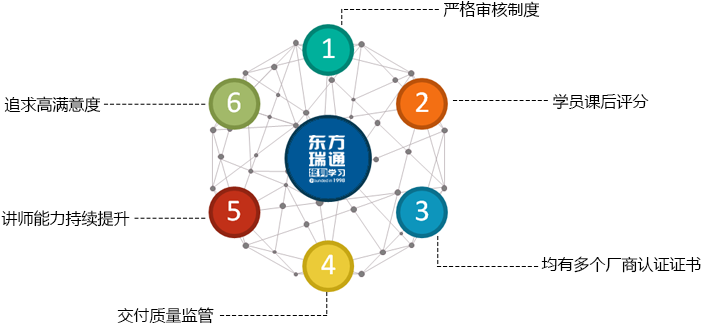 严格审核制度
1
追求高满意度
6
2
学员课后评分
东方
瑞通
终身学习
founded in 1998
讲师能力持续提升
5
3
均有多个厂商认证证书
4
交付质量监管